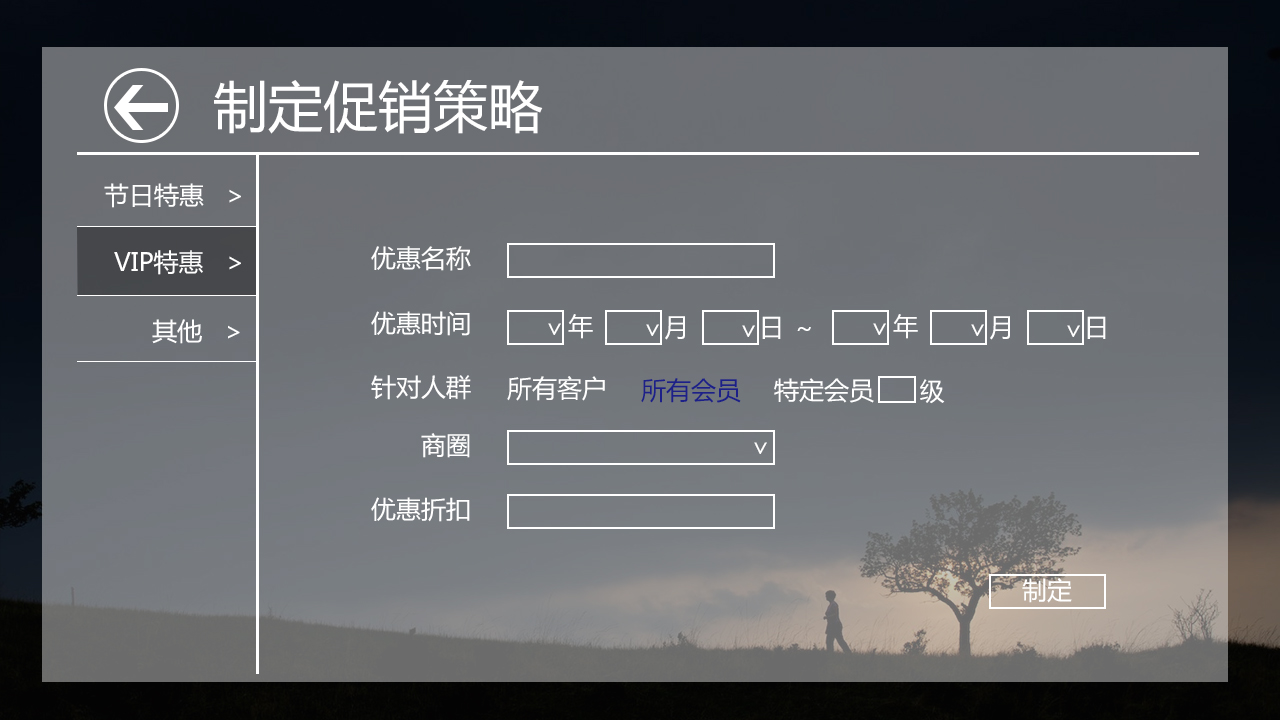 制定促销策略
节日特惠 >
VIP特惠 >
其他 >
优惠名称
优惠时间 年 月 日 ~ 年 月 日
针对人群 所有客户 所有会员 特定会员 级
商圈
优惠折扣
制定